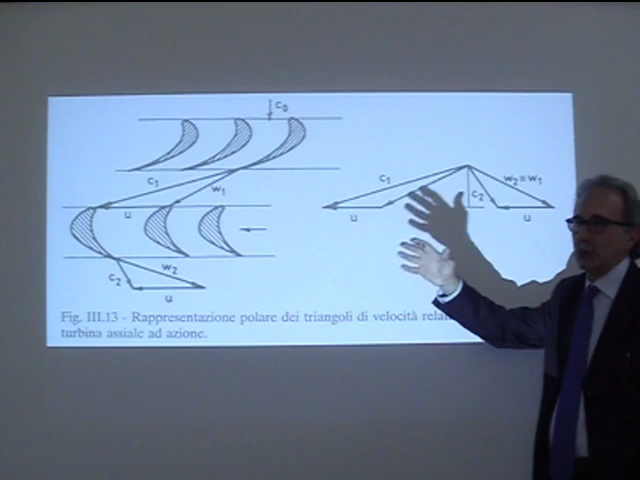 c0
c1
w1
u
c2
w2
u
c1
c2
w2≡w1
u
u
Fig. III.13 - Rappresentazione polare dei triangoli di velocità
turbina assiale ad azione.